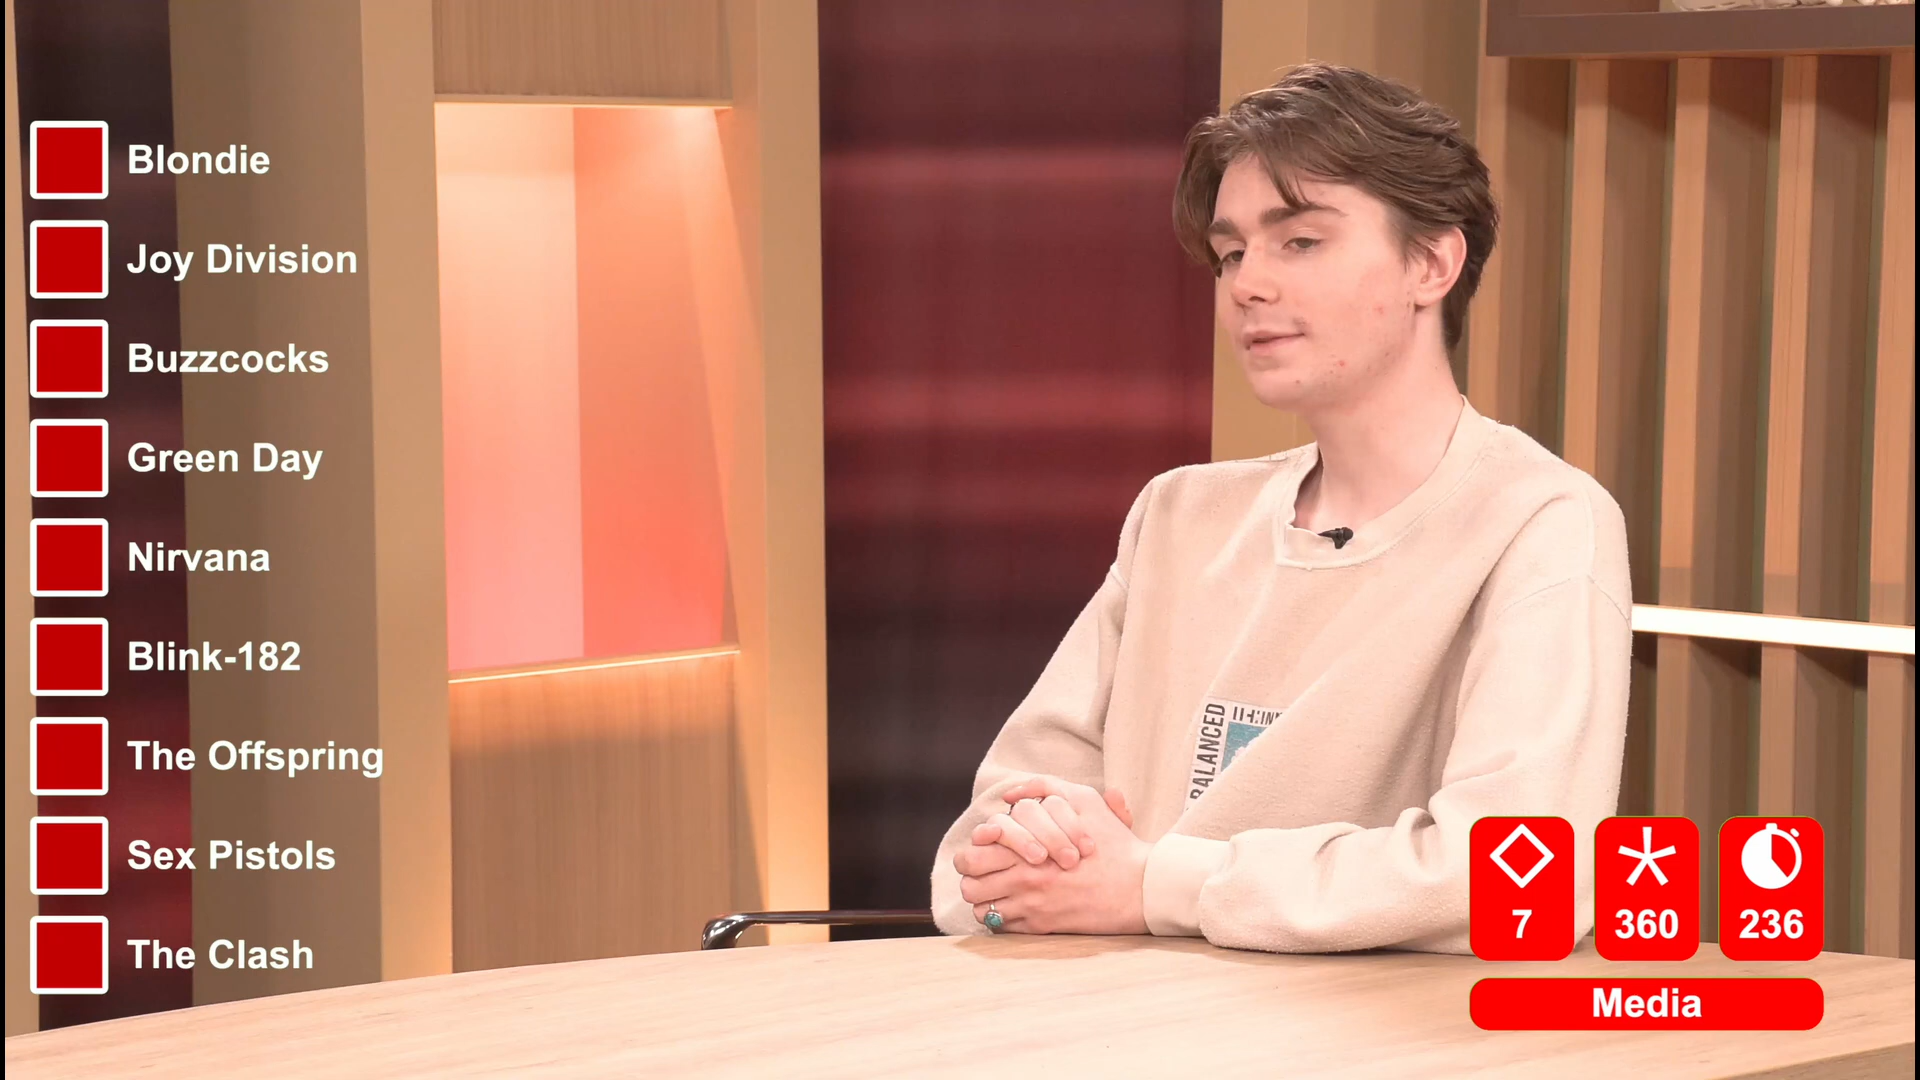 Blondie
Joy Division
Buzzcocks
Green Day
Nirvana
Blink-182
The Offspring
Sex Pistols
The Clash
BALANCED
7
360
236
Media